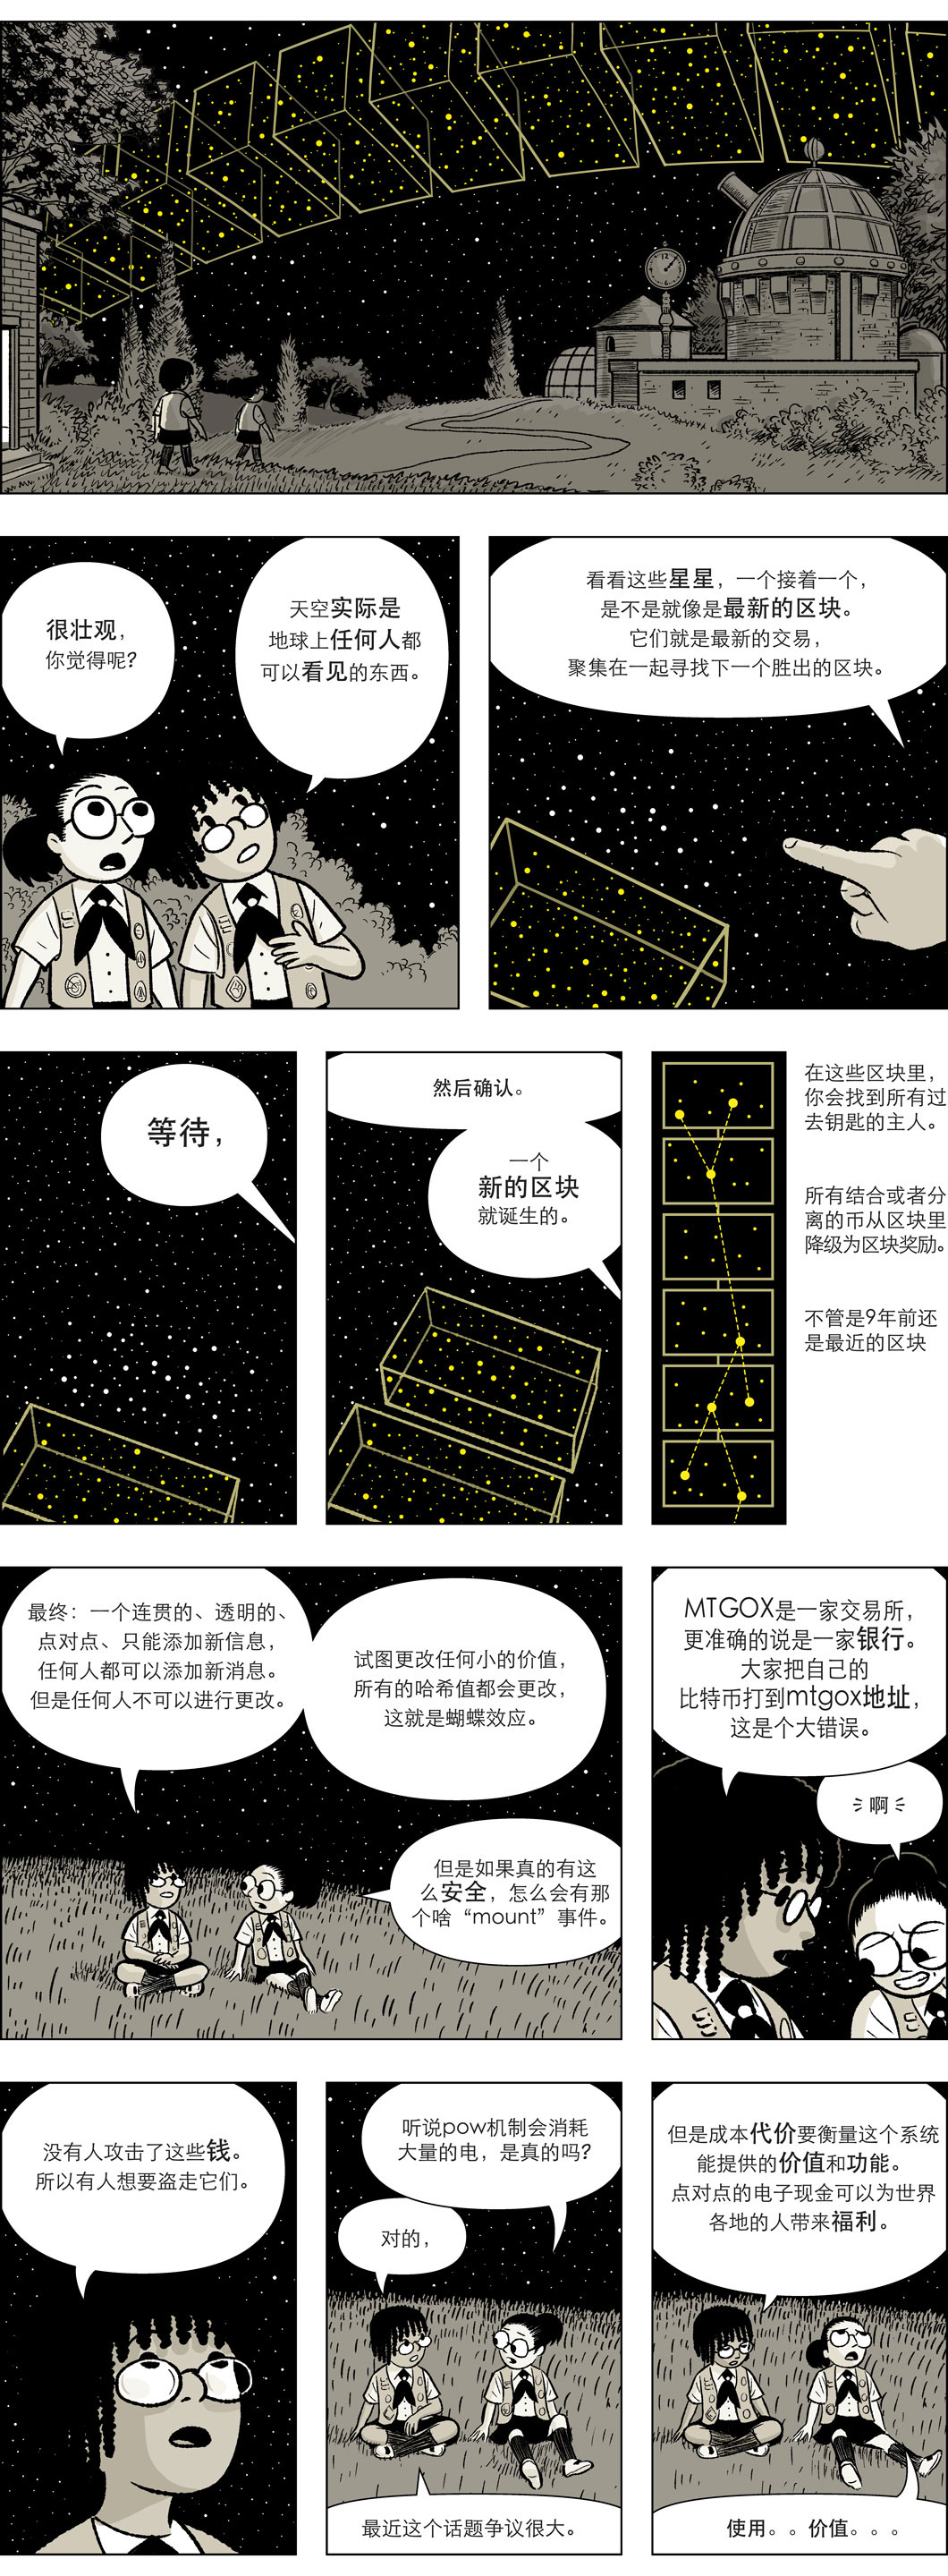 很壮观，
你觉得呢？
天空实际是
地球上任何人都
可以看见的东西。
看看这些星星，一个接着一个，
是不是就像是最新的区块。
它们就是最新的交易，
聚集在一起寻找下一个胜出的区块。
等待，
然后确认。
一个
新的区块
就诞生的。
在这些区块里，
你会找到所有过
去钥匙的主人。
所有结合或者分
离的币从区块里
降级为区块奖励。
不管是9年前还
是最近的区块
最终：一个连贯的、透明的、
点对点、只能添加新信息，
任何人都可以添加新消息。
但是任何人不可以进行更改。
试图更改任何小的价值，
所有的哈希值都会更改，
这就是蝴蝶效应。
但是如果真的有这
么安全，怎么会有那
个啥“mount”事件。
MTGOX是一家交易所，
更准确的说是一家银行。
大家把自己的
比特币打到mtgox地址，
这是个大错误。
啊
没有人攻击了这些钱。
所以有人想要盗走它们。
听说pow机制会消耗
大量的电，是真的吗？
对的，
最近这个话题争议很大。
但是成本代价要衡量这个系统
能提供的价值和功能。
点对点的电子现金可以为世界
各地的人带来福利。
使用。。价值。。。